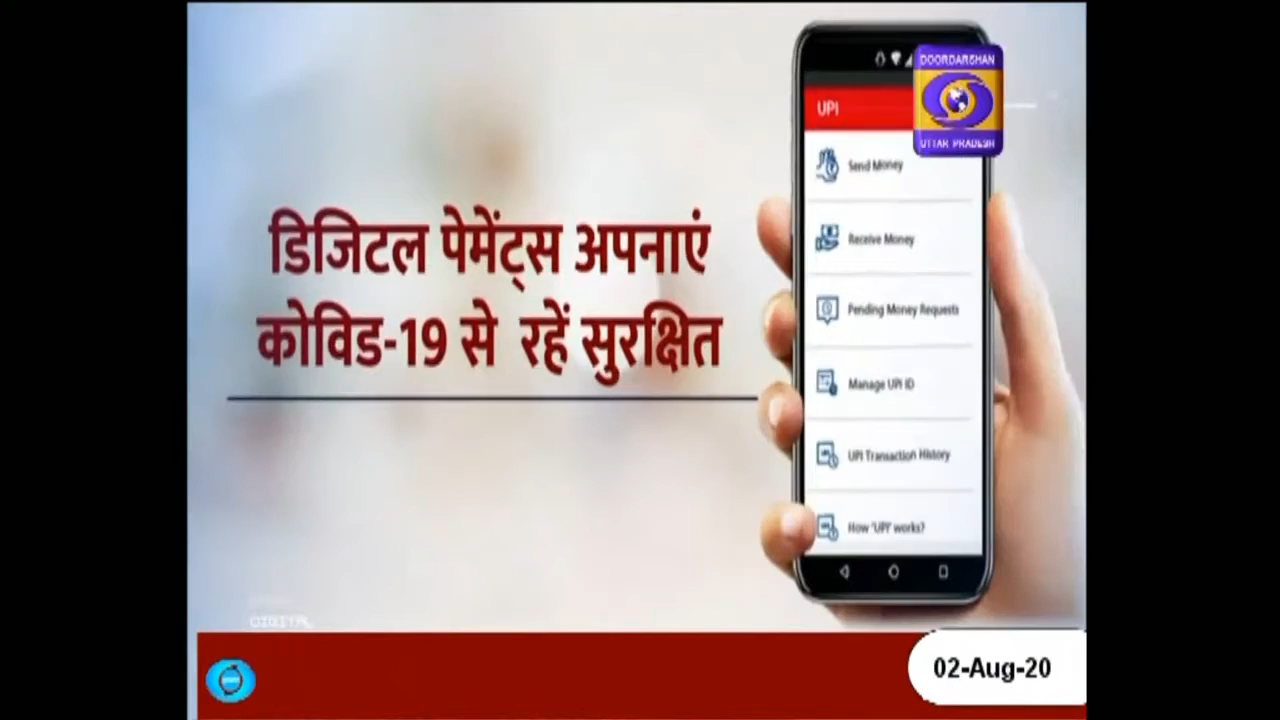 DOORDARSHAN
UTTAR PRADESH
UPI
Send Money
Receive Money
Pending Money Requests
Manage UPI ID
UPI Transaction History
How 'UPI' works?
डिजिटल पेमेंट्स अपनाएं
कोविड-19 से रहें सुरक्षित
DIGITAL
02-Aug-20